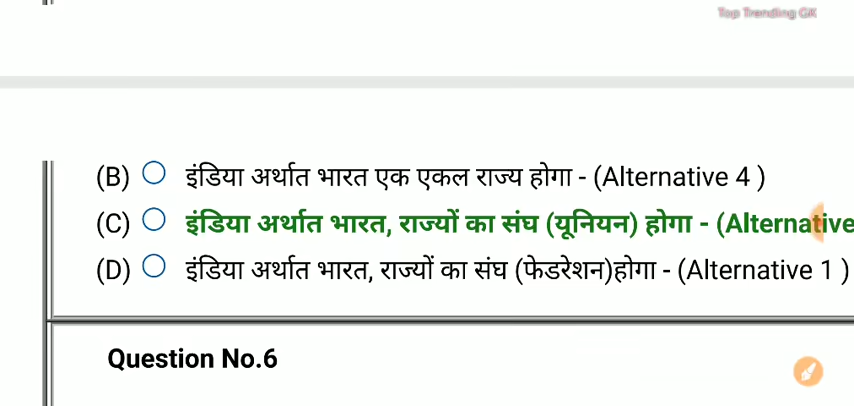 Top Trending GK
(B) इंडिया अर्थात भारत एक एकल राज्य होगा - (Alternative 4 )
(C) इंडिया अर्थात भारत, राज्यों का संघ (यूनियन) होगा - (Alternative
(D) इंडिया अर्थात भारत, राज्यों का संघ (फेडरेशन)होगा - (Alternative 1 )
Question No.6